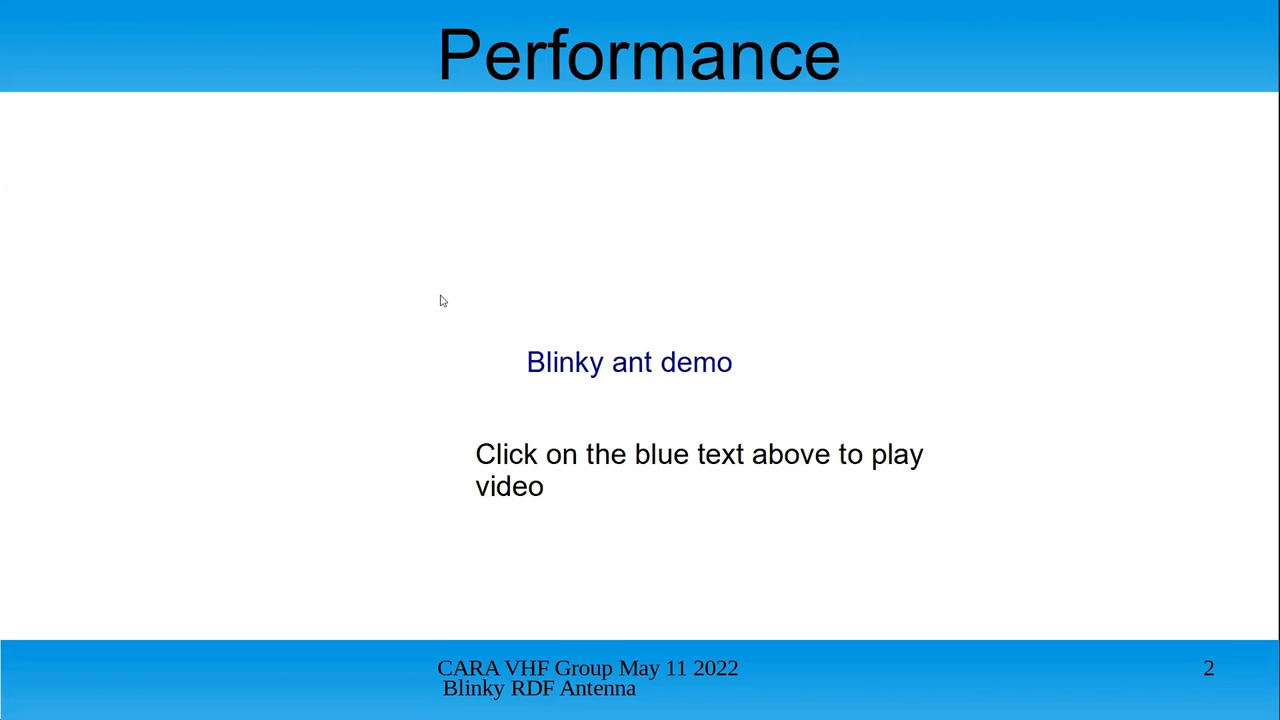 Performance
Blinky ant demo
Click on the blue text above to play
video
CARA VHF Group May 11 2022
Blinky RDF Antenna
2